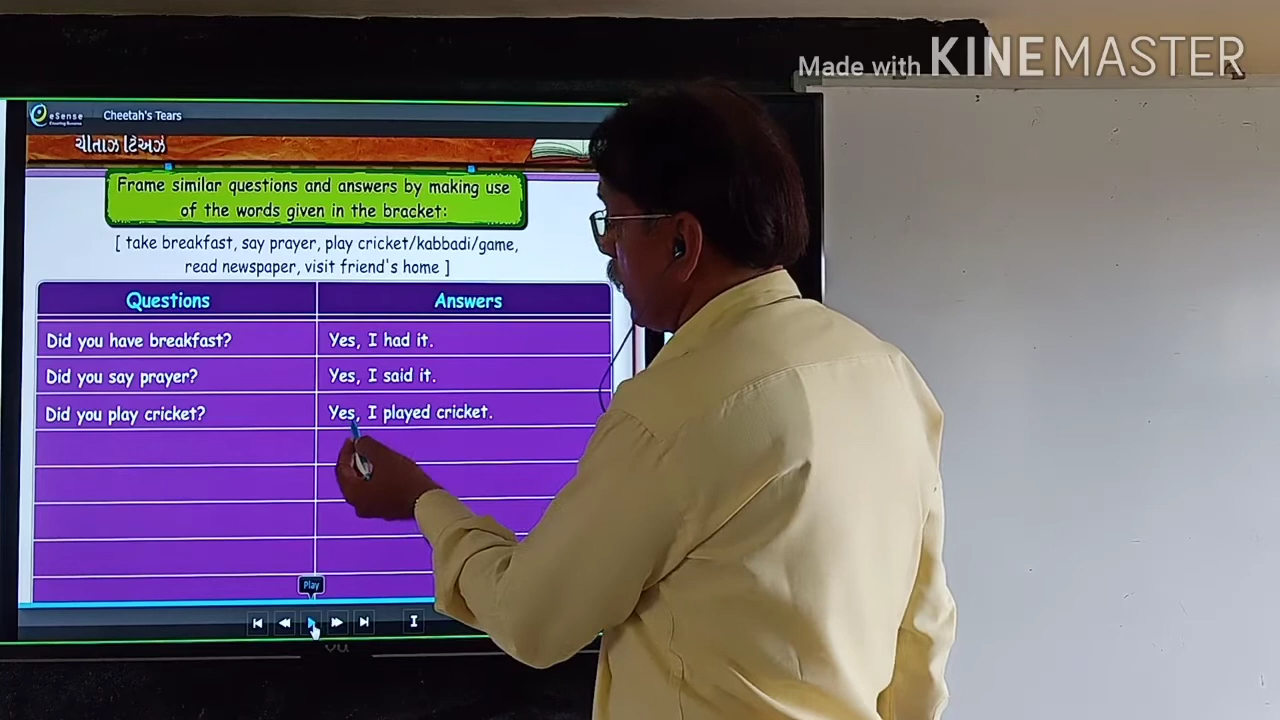 Made with KINEMASTER
eSense
Cheetah's Tears
ચીતાઝ ટિઅર્ઝ
Frame similar questions and answers by making use
of the words given in the bracket:
[ take breakfast, say prayer, play cricket/kabbadi/game,
read newspaper, visit friend's home ]
Questions Answers
Did you have breakfast? Yes, I had it.
Did you say prayer? Yes, I said it.
Did you play cricket? Yes, I played cricket.
Play